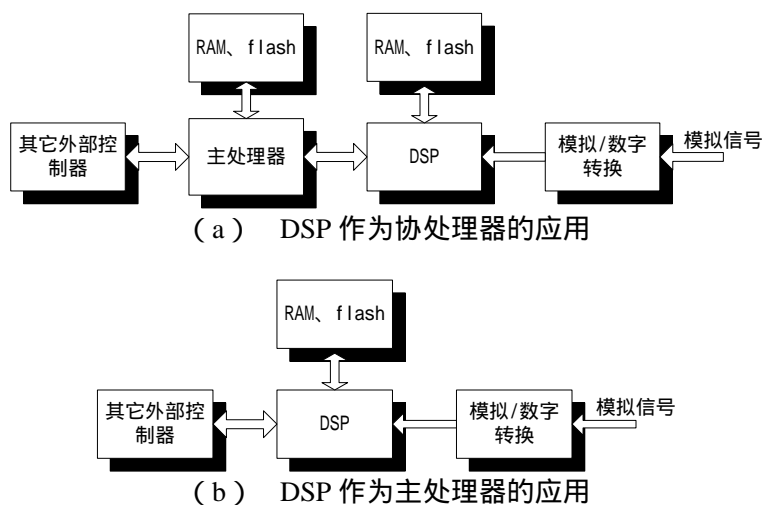 RAM、flash
RAM、flash
其它外部控
制器
主处理器
DSP
模拟/数字
转换
模拟信号
（a） DSP 作为协处理器的应用
RAM、flash
其它外部控
制器
DSP
模拟/数字
转换
模拟信号
（b） DSP 作为主处理器的应用